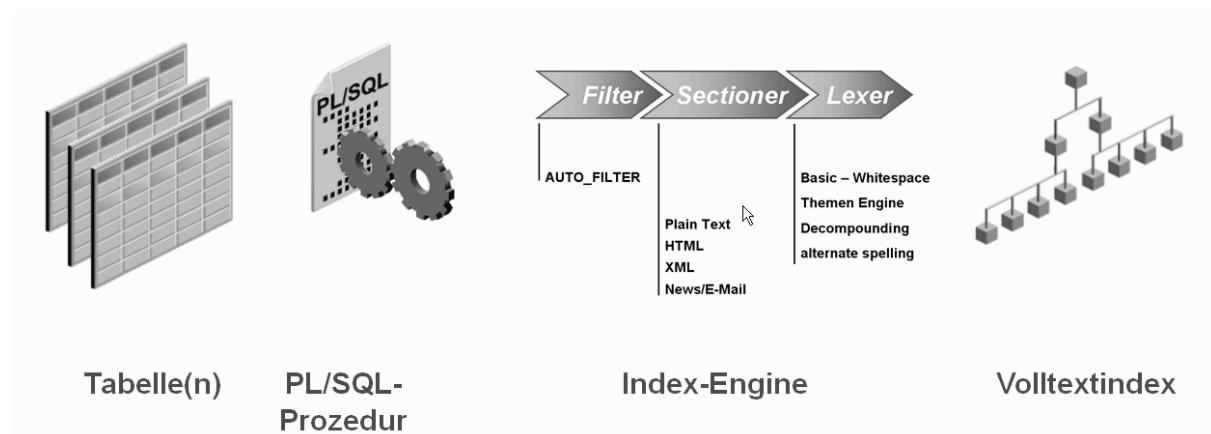 PL/SQL
Filter
Sectioner
Lexer
AUTO_FILTER
Plain Text
HTML
XML
News/E-Mail
Basic – Whitespace
Themen Engine
Decompounding
alternate spelling
Tabelle(n)
PL/SQL-
Prozedur
Index-Engine
Volltextindex